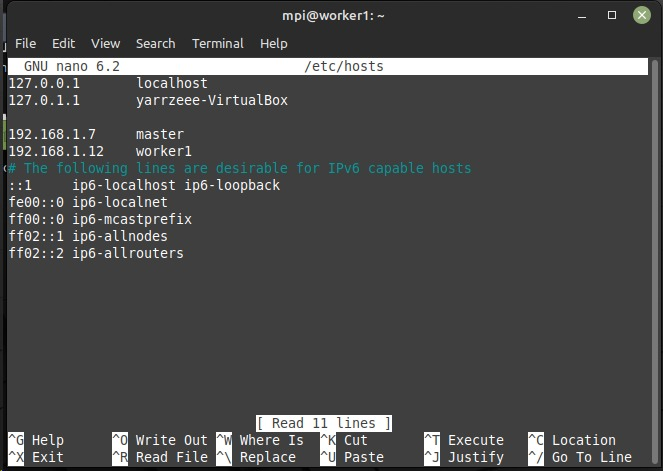 mpi@worker1: ~
File Edit View Search Terminal Help
GNU nano 6.2 /etc/hosts
127.0.0.1 localhost
127.0.1.1 yarrzeee-VirtualBox
192.168.1.7 master
192.168.1.12 worker1
# The following lines are desirable for IPv6 capable hosts
::1 ip6-localhost ip6-loopback
fe00::0 ip6-localnet
ff00::0 ip6-mcastprefix
ff02::1 ip6-allnodes
ff02::2 ip6-allrouters
[ Read 11 lines ]
^G Help ^O Write Out ^W Where Is ^K Cut ^T Execute ^C Location
^X Exit ^R Read File ^\ Replace ^U Paste ^J Justify ^/ Go To Line